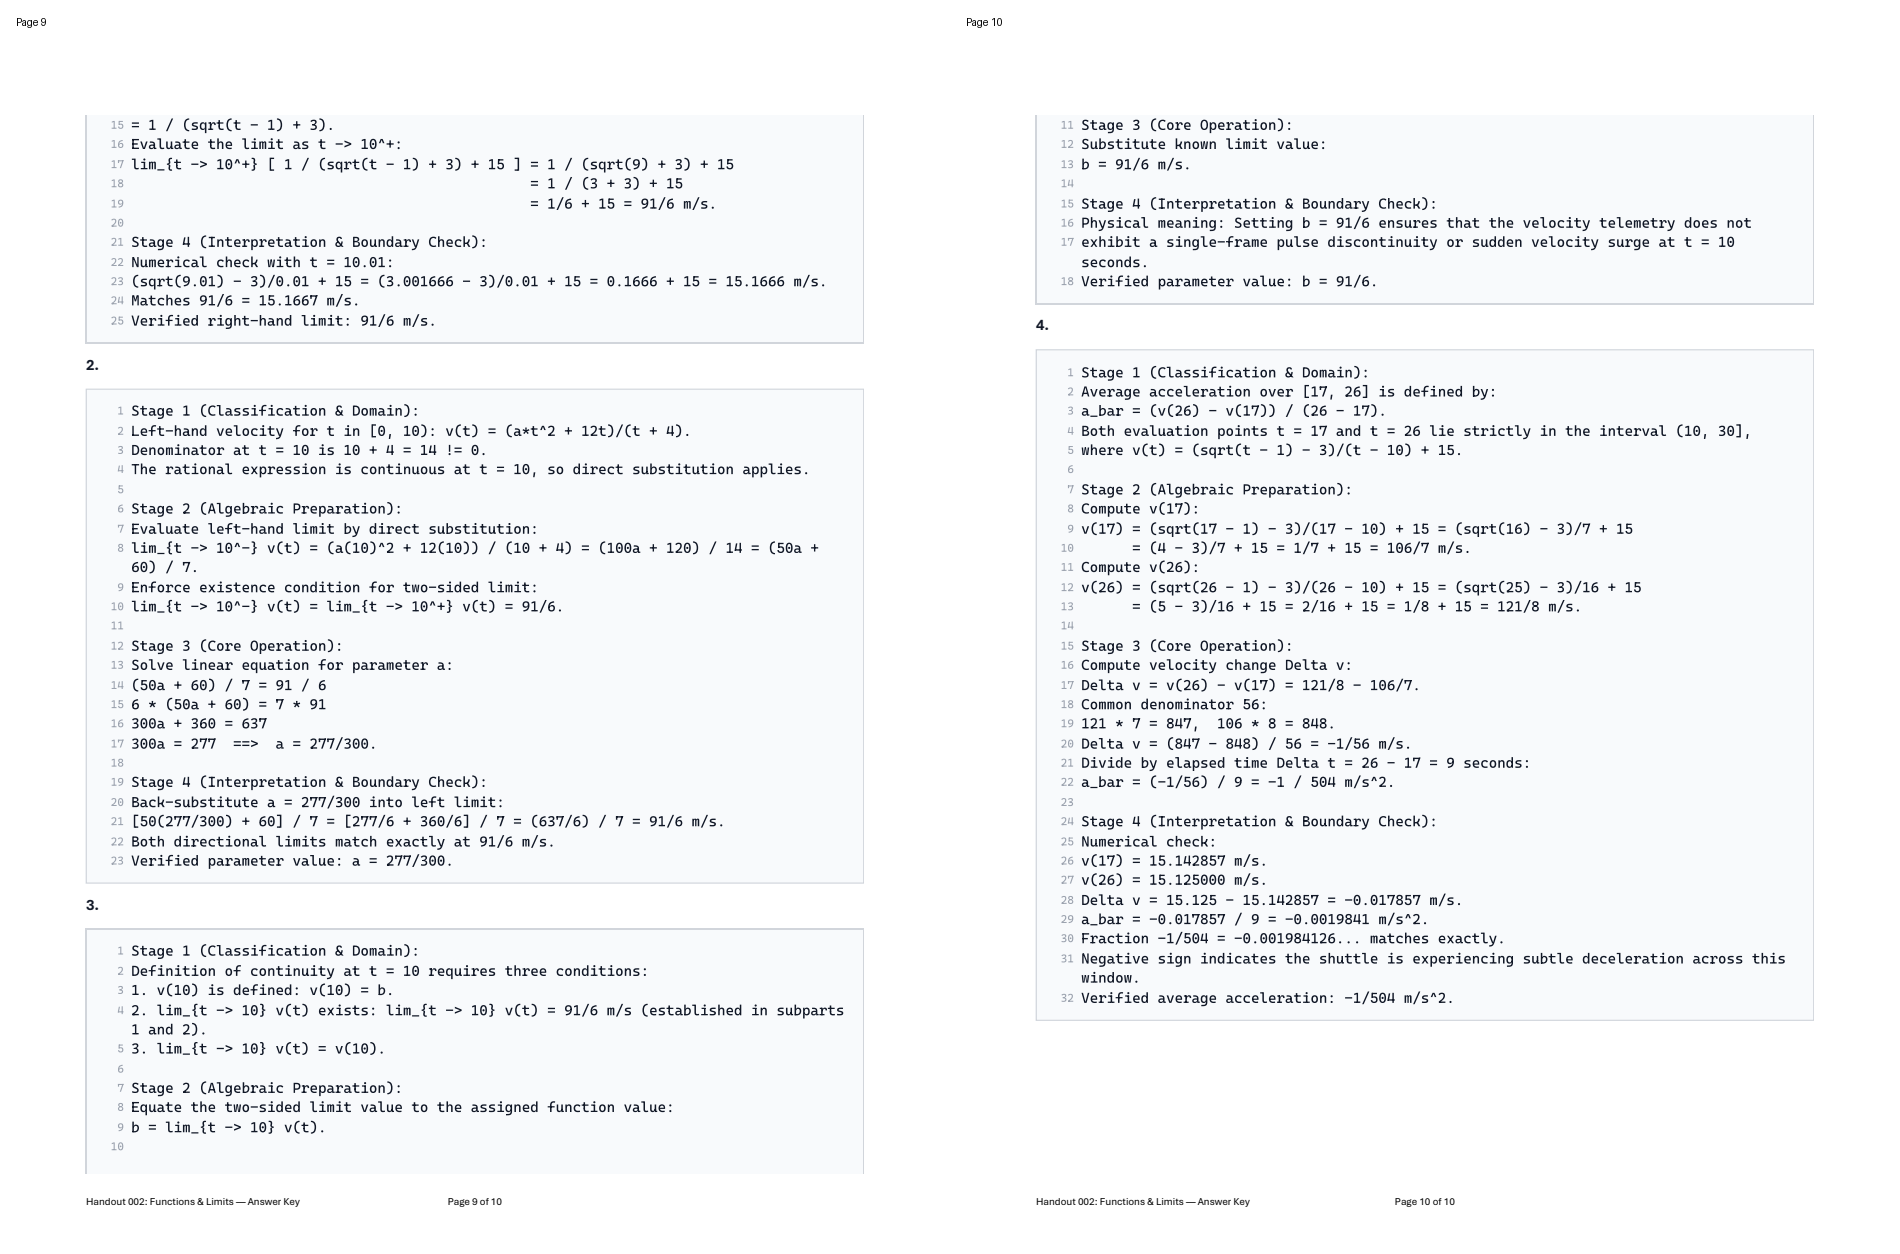 Page 9
15 = 1 / (sqrt(t - 1) + 3).
16 Evaluate the limit as t -> 10^+:
17 lim_{t -> 10^+} [ 1 / (sqrt(t - 1) + 3) + 15 ] = 1 / (sqrt(9) + 3) + 15
18 = 1 / (3 + 3) + 15
19 = 1/6 + 15 = 91/6 m/s.
20
21 Stage 4 (Interpretation & Boundary Check):
22 Numerical check with t = 10.01:
23 (sqrt(9.01) - 3)/0.01 + 15 = (3.001666 - 3)/0.01 + 15 = 0.1666 + 15 = 15.1666 m/s.
24 Matches 91/6 = 15.1667 m/s.
25 Verified right-hand limit: 91/6 m/s.
2.
1 Stage 1 (Classification & Domain):
2 Left-hand velocity for t in [0, 10): v(t) = (a*t^2 + 12t)/(t + 4).
3 Denominator at t = 10 is 10 + 4 = 14 != 0.
4 The rational expression is continuous at t = 10, so direct substitution applies.
5
6 Stage 2 (Algebraic Preparation):
7 Evaluate left-hand limit by direct substitution:
8 lim_{t -> 10^-} v(t) = (a(10)^2 + 12(10)) / (10 + 4) = (100a + 120) / 14 = (50a +
60) / 7.
9 Enforce existence condition for two-sided limit:
10 lim_{t -> 10^-} v(t) = lim_{t -> 10^+} v(t) = 91/6.
11
12 Stage 3 (Core Operation):
13 Solve linear equation for parameter a:
14 (50a + 60) / 7 = 91 / 6
15 6 * (50a + 60) = 7 * 91
16 300a + 360 = 637
17 300a = 277  ==>  a = 277/300.
18
19 Stage 4 (Interpretation & Boundary Check):
20 Back-substitute a = 277/300 into left limit:
21 [50(277/300) + 60] / 7 = [277/6 + 360/6] / 7 = (637/6) / 7 = 91/6 m/s.
22 Both directional limits match exactly at 91/6 m/s.
23 Verified parameter value: a = 277/300.
3.
1 Stage 1 (Classification & Domain):
2 Definition of continuity at t = 10 requires three conditions:
3 1. v(10) is defined: v(10) = b.
4 2. lim_{t -> 10} v(t) exists: lim_{t -> 10} v(t) = 91/6 m/s (established in subparts
1 and 2).
5 3. lim_{t -> 10} v(t) = v(10).
6
7 Stage 2 (Algebraic Preparation):
8 Equate the two-sided limit value to the assigned function value:
9 b = lim_{t -> 10} v(t).
10
Handout 002: Functions & Limits — Answer Key
Page 9 of 10
Page 10
11 Stage 3 (Core Operation):
12 Substitute known limit value:
13 b = 91/6 m/s.
14
15 Stage 4 (Interpretation & Boundary Check):
16 Physical meaning: Setting b = 91/6 ensures that the velocity telemetry does not
17 exhibit a single-frame pulse discontinuity or sudden velocity surge at t = 10
seconds.
18 Verified parameter value: b = 91/6.
4.
1 Stage 1 (Classification & Domain):
2 Average acceleration over [17, 26] is defined by:
3 a_bar = (v(26) - v(17)) / (26 - 17).
4 Both evaluation points t = 17 and t = 26 lie strictly in the interval (10, 30],
5 where v(t) = (sqrt(t - 1) - 3)/(t - 10) + 15.
6
7 Stage 2 (Algebraic Preparation):
8 Compute v(17):
9 v(17) = (sqrt(17 - 1) - 3)/(17 - 10) + 15 = (sqrt(16) - 3)/7 + 15
10 = (4 - 3)/7 + 15 = 1/7 + 15 = 106/7 m/s.
11 Compute v(26):
12 v(26) = (sqrt(26 - 1) - 3)/(26 - 10) + 15 = (sqrt(25) - 3)/16 + 15
13 = (5 - 3)/16 + 15 = 2/16 + 15 = 1/8 + 15 = 121/8 m/s.
14
15 Stage 3 (Core Operation):
16 Compute velocity change Delta v:
17 Delta v = v(26) - v(17) = 121/8 - 106/7.
18 Common denominator 56:
19 121 * 7 = 847,  106 * 8 = 848.
20 Delta v = (847 - 848) / 56 = -1/56 m/s.
21 Divide by elapsed time Delta t = 26 - 17 = 9 seconds:
22 a_bar = (-1/56) / 9 = -1 / 504 m/s^2.
23
24 Stage 4 (Interpretation & Boundary Check):
25 Numerical check:
26 v(17) = 15.142857 m/s.
27 v(26) = 15.125000 m/s.
28 Delta v = 15.125 - 15.142857 = -0.017857 m/s.
29 a_bar = -0.017857 / 9 = -0.0019841 m/s^2.
30 Fraction -1/504 = -0.001984126... matches exactly.
31 Negative sign indicates the shuttle is experiencing subtle deceleration across this
window.
32 Verified average acceleration: -1/504 m/s^2.
Handout 002: Functions & Limits — Answer Key
Page 10 of 10